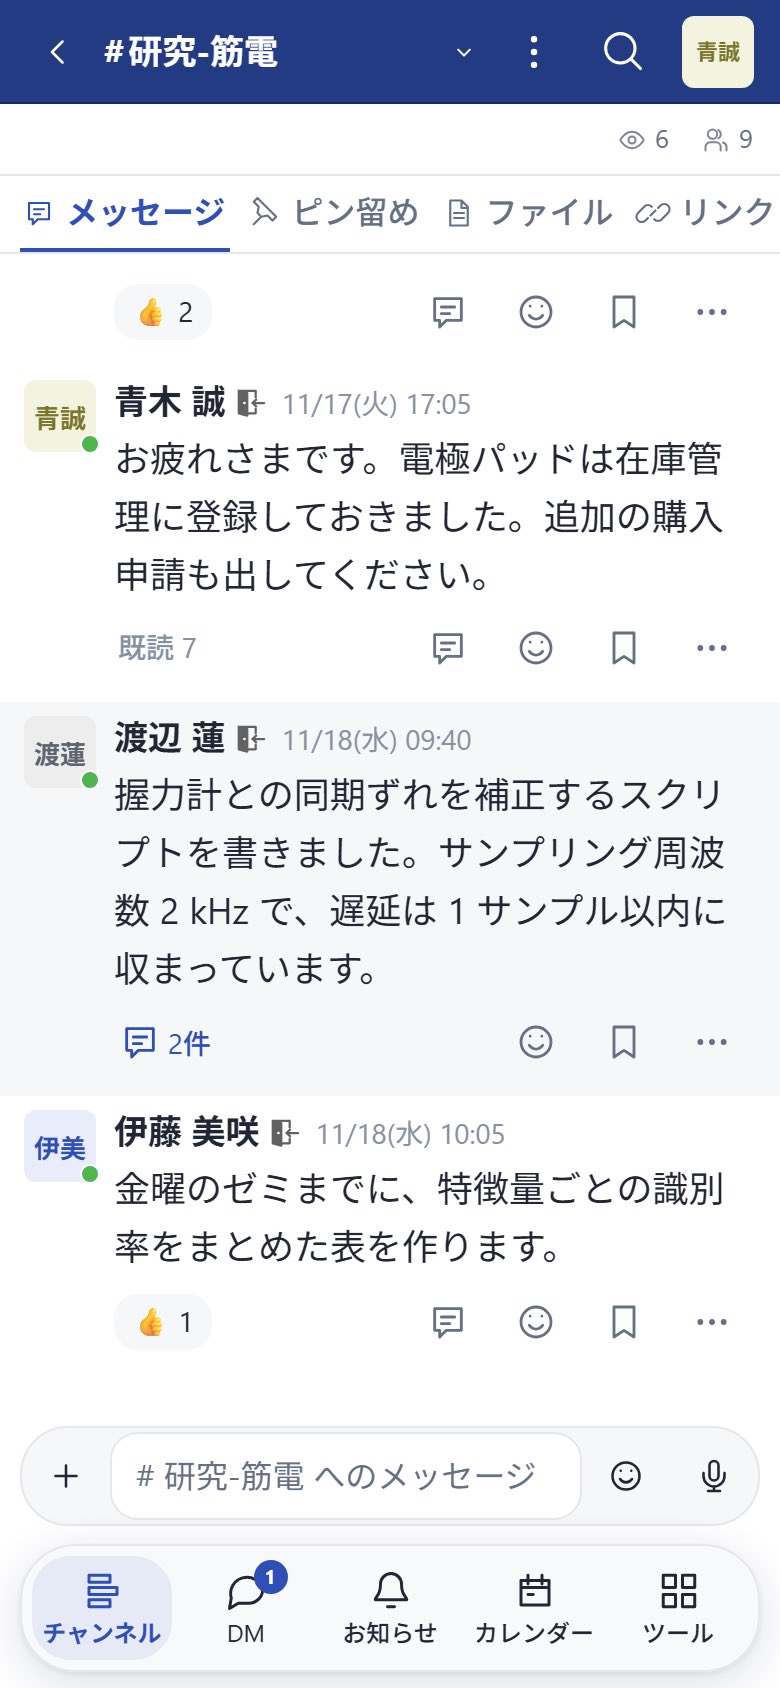 #研究-筋電
青誠
6
9
メッセージ
ピン留め
ファイル
リンク
👍 2
青誠
青木 誠
11/17(火) 17:05
お疲れさまです。電極パッドは在庫管
理に登録しておきました。追加の購入
申請も出してください。
既読 7
渡蓮
渡辺 蓮
11/18(水) 09:40
握力計との同期ずれを補正するスクリ
プトを書きました。サンプリング周波
数 2 kHz で、遅延は 1 サンプル以内に
収まっています。
2件
伊美
伊藤 美咲
11/18(水) 10:05
金曜のゼミまでに、特徴量ごとの識別
率をまとめた表を作ります。
👍 1
# 研究-筋電 へのメッセージ
チャンネル
1
DM
お知らせ
カレンダー
ツール